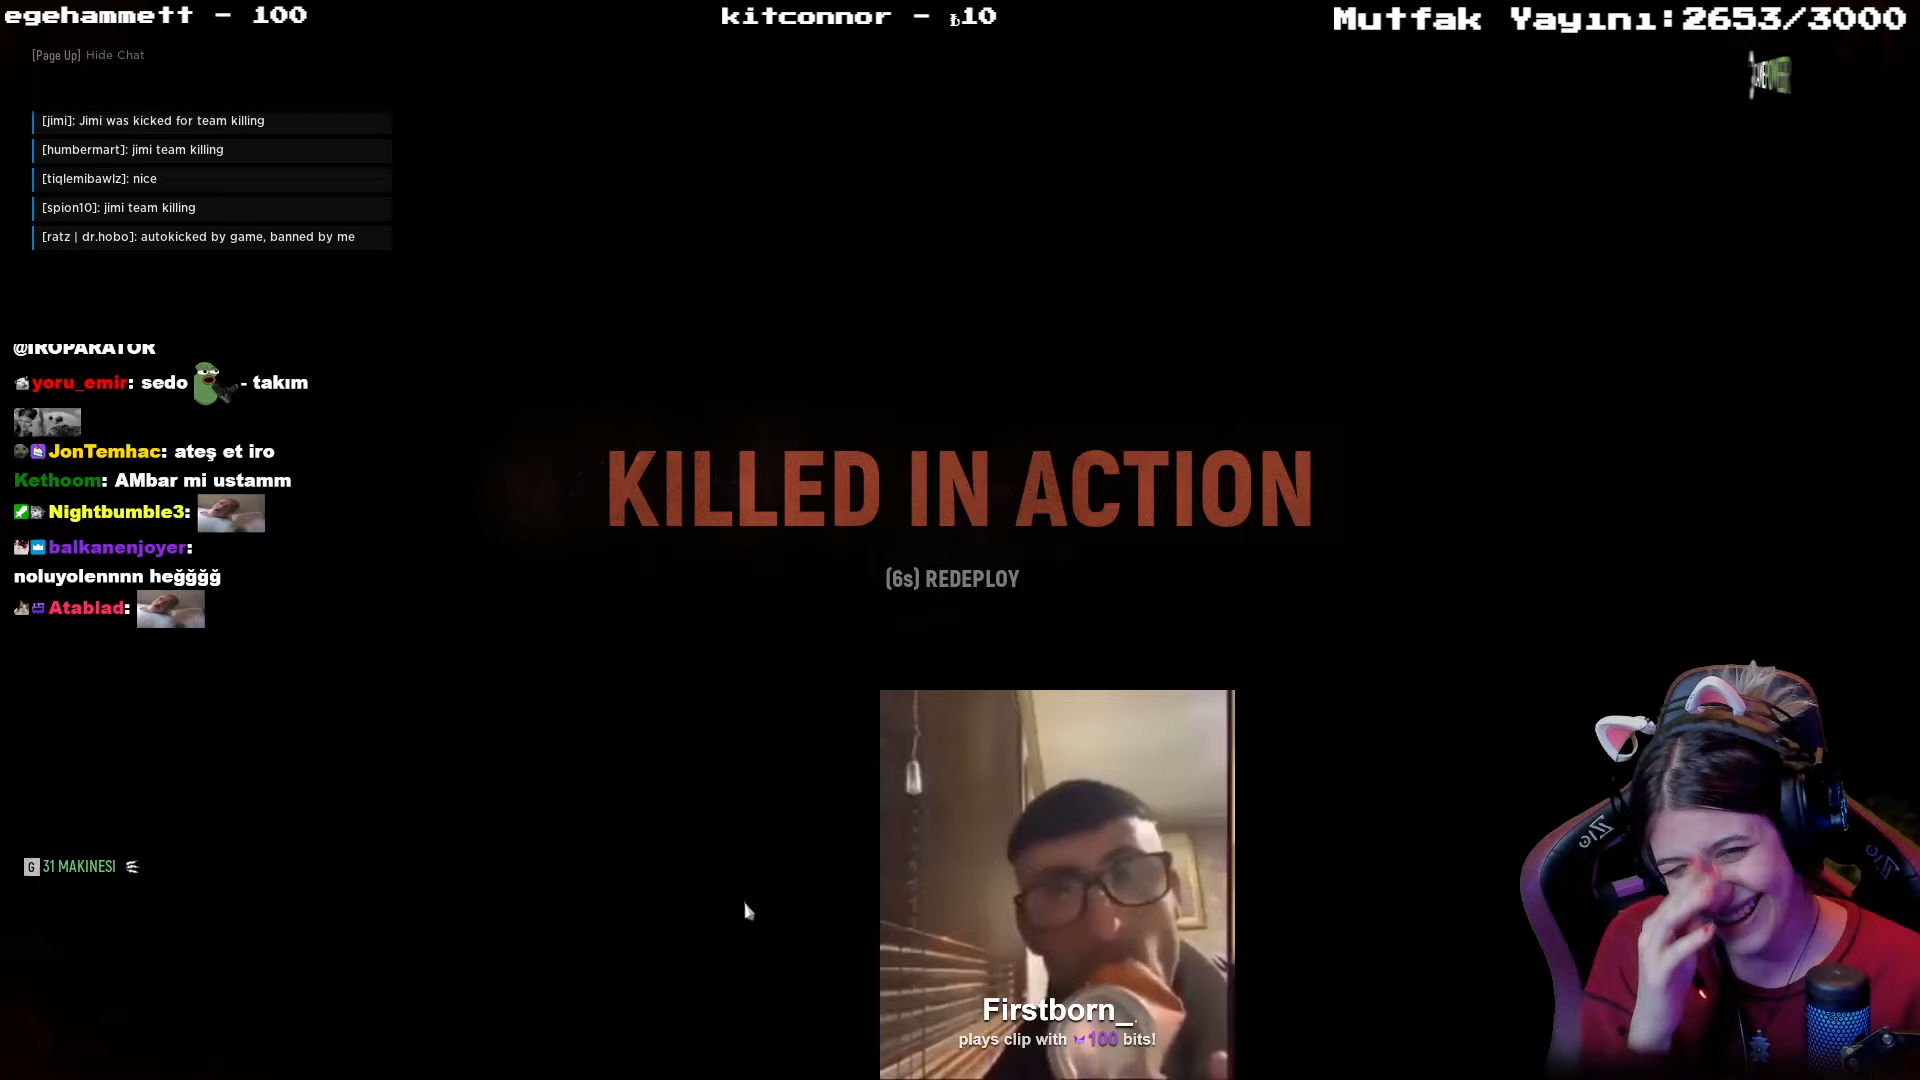 egehammett - 100
kitconnor - ₺10
Mutfak Yayını:2653/3000
[Page Up] Hide Chat
[jimi]: Jimi was kicked for team killing
[humbermart]: jimi team killing
[tiqlemibawlz]: nice
[spion10]: jimi team killing
[ratz | dr.hobo]: autokicked by game, banned by me
@IROPARATOR
yoru_emir: sedo - takım
JonTemhac: ateş et iro
Kethoom: AMbar mi ustamm
Nightbumble3:
balkanenjoyer:
noluyolennnn heğğğğ
Atablad:
KILLED IN ACTION
(6s) REDEPLOY
G 31 MAKINESI
Firstborn_
plays clip with 100 bits!